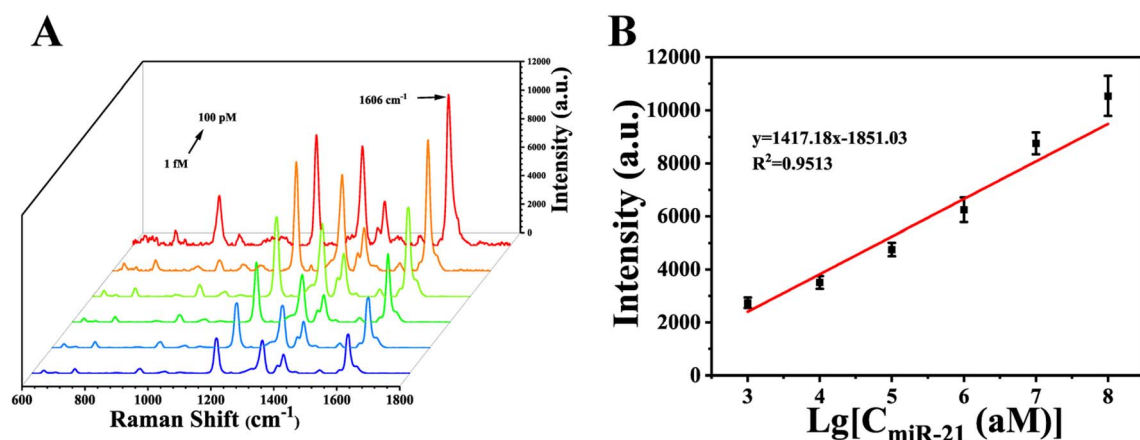 A
12000
10000
8000
6000
4000
2000
0
Intensity (a.u.)
1606 cm⁻¹
100 pM
1 fM
600 800 1000 1200 1400 1600 1800
Raman Shift (cm⁻¹)
B
12000
10000
8000
6000
4000
2000
0
Intensity (a.u.)
y=1417.18x-1851.03
R²=0.9513
3 4 5 6 7 8
Lg[C_miR-21 (aM)]